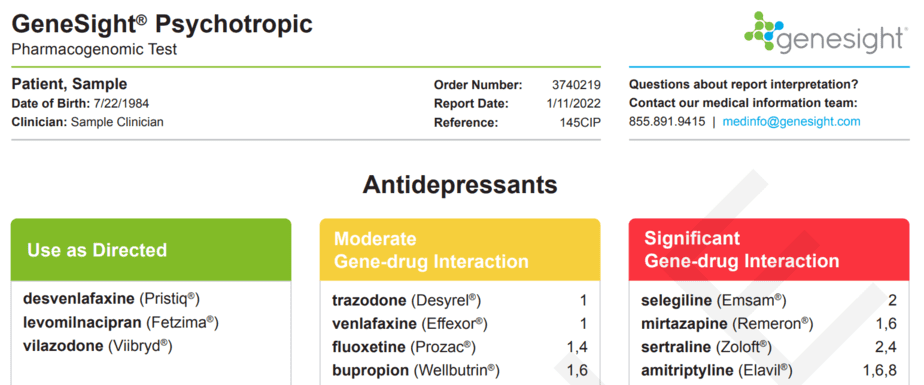 GeneSight® Psychotropic
Pharmacogenomic Test
genesight®
Patient, Sample
Date of Birth: 7/22/1984
Clinician: Sample Clinician
Order Number: 3740219
Report Date: 1/11/2022
Reference: 145CIP
Questions about report interpretation?
Contact our medical information team:
855.891.9415 | medinfo@genesight.com
Antidepressants
Use as Directed
desvenlafaxine (Pristiq®)
levomilnacipran (Fetzima®)
vilazodone (Viibryd®)
Moderate
Gene-drug Interaction
trazodone (Desyrel®) 1
venlafaxine (Effexor®) 1
fluoxetine (Prozac®) 1,4
bupropion (Wellbutrin®) 1,6
Significant
Gene-drug Interaction
selegiline (Emsam®) 2
mirtazapine (Remeron®) 1,6
sertraline (Zoloft®) 2,4
amitriptyline (Elavil®) 1,6,8